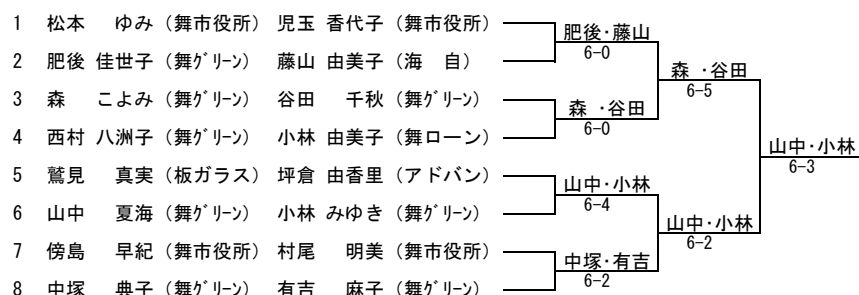 1 松本 ゆみ（舞市役所） 児玉 香代子（舞市役所）
肥後・藤山
6-0
2 肥後 佳世子（舞ｸﾞﾘｰﾝ） 藤山 由美子（海 自）
森 ・谷田
6-5
3 森 こよみ（舞ｸﾞﾘｰﾝ） 谷田 千秋（舞ｸﾞﾘｰﾝ）
森 ・谷田
6-0
4 西村 八洲子（舞ｸﾞﾘｰﾝ） 小林 由美子（舞ローン）
山中・小林
6-3
5 鷲見 真実（板ガラス） 坪倉 由香里（アドバン）
山中・小林
6-4
6 山中 夏海（舞ｸﾞﾘｰﾝ） 小林 みゆき（舞ｸﾞﾘｰﾝ）
山中・小林
6-2
7 傍島 早紀（舞市役所） 村尾 明美（舞市役所）
中塚・有吉
6-2
8 中塚 典子（舞ｸﾞﾘｰﾝ） 有吉 麻子（舞ｸﾞﾘｰﾝ）